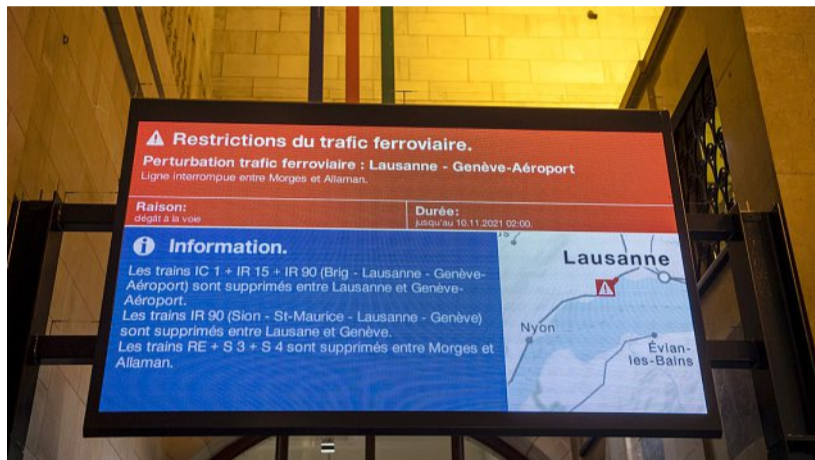 Restrictions du trafic ferroviaire.
Perturbation trafic ferroviaire : Lausanne - Genève-Aéroport
Ligne interrompue entre Morges et Allaman.
Raison:
dégât à la voie
Durée:
jusqu'au 10.11.2021 02:00.
Information.
Les trains IC 1 + IR 15 + IR 90 (Brig - Lausanne - Genève-
Aéroport) sont supprimés entre Lausanne et Genève-
Aéroport.
Les trains IR 90 (Sion - St-Maurice - Lausanne - Genève)
sont supprimés entre Lausane et Genève.
Les trains RE + S 3 + S 4 sont supprimés entre Morges et
Allaman.
Lausanne
Nyon
Évian-
les-Bains